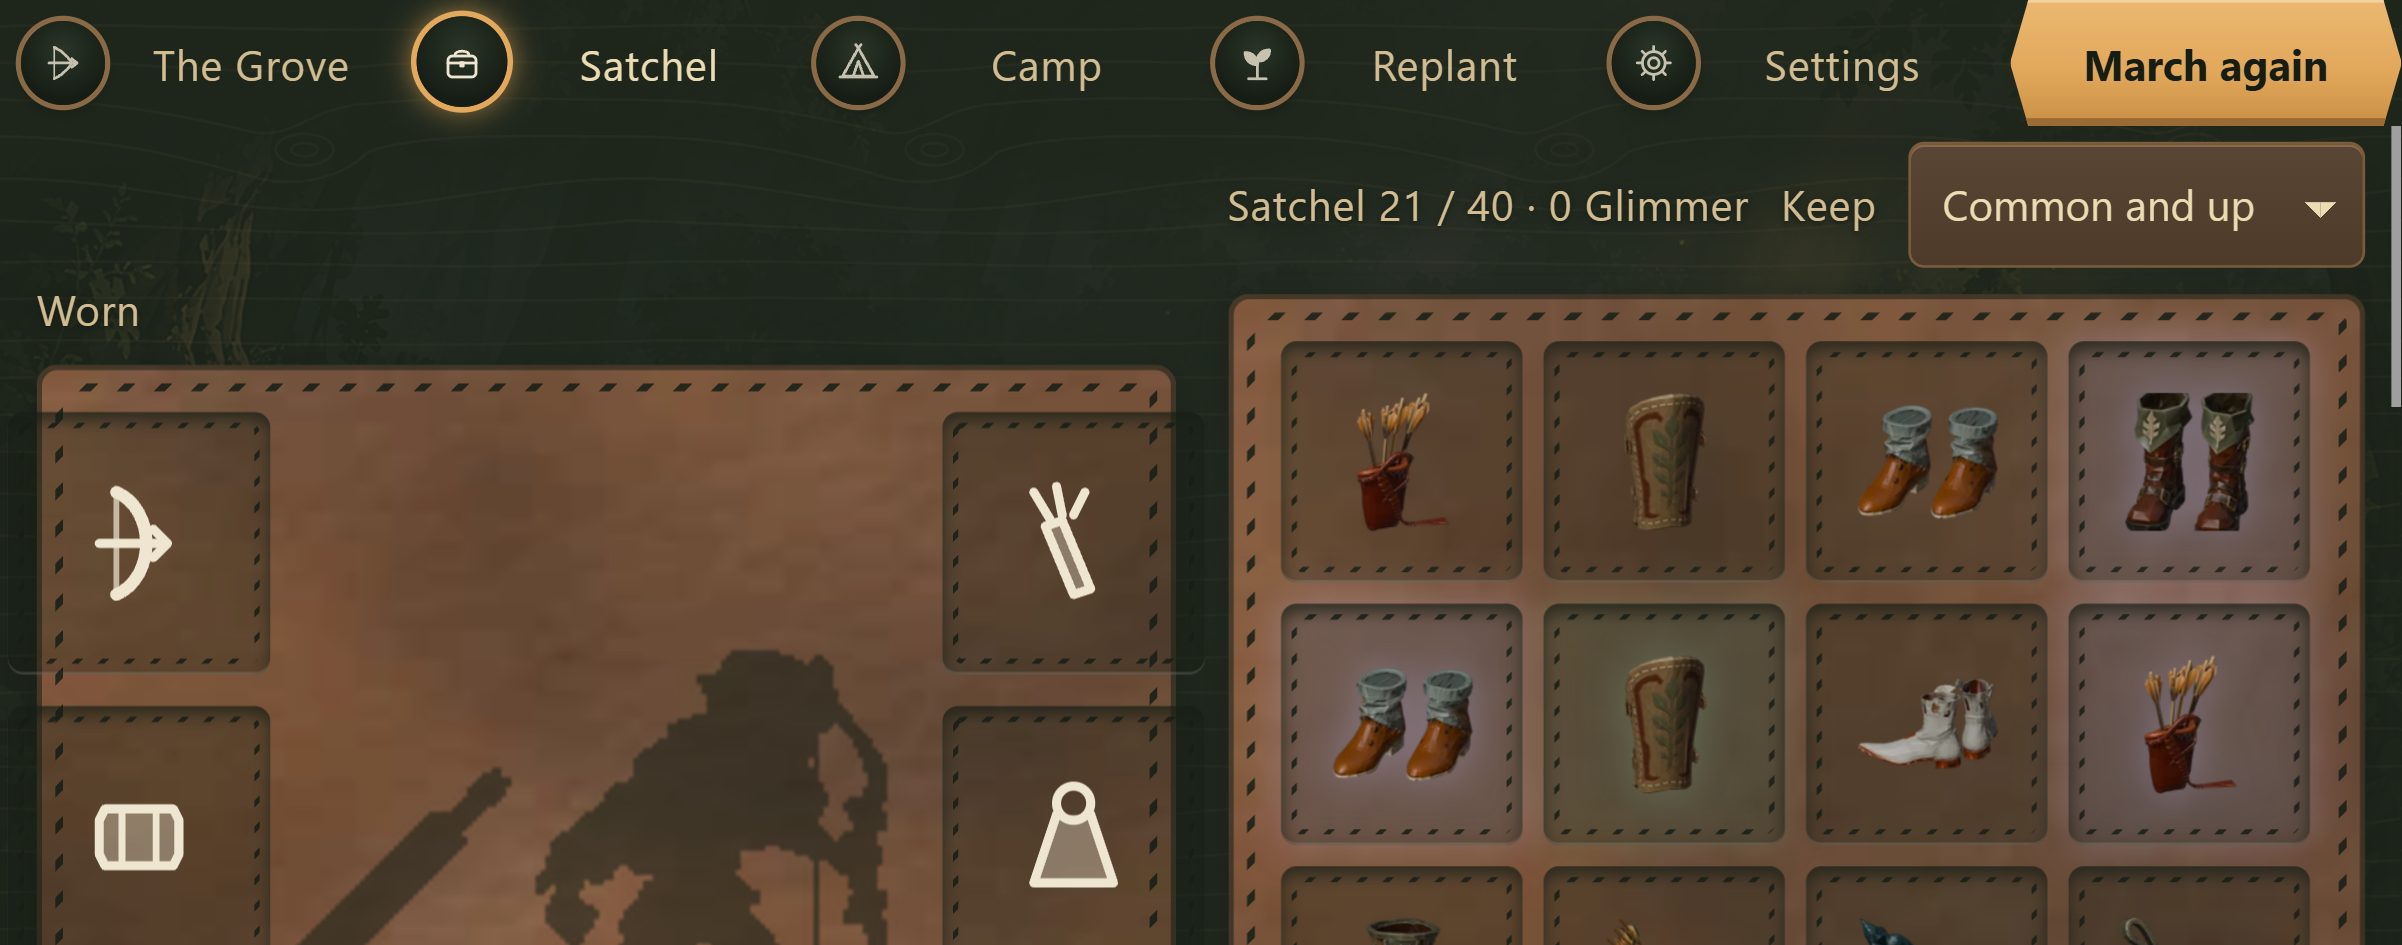 The Grove
Satchel
Camp
Replant
Settings
March again
Satchel 21 / 40 · 0 Glimmer
Keep
Common and up
Worn